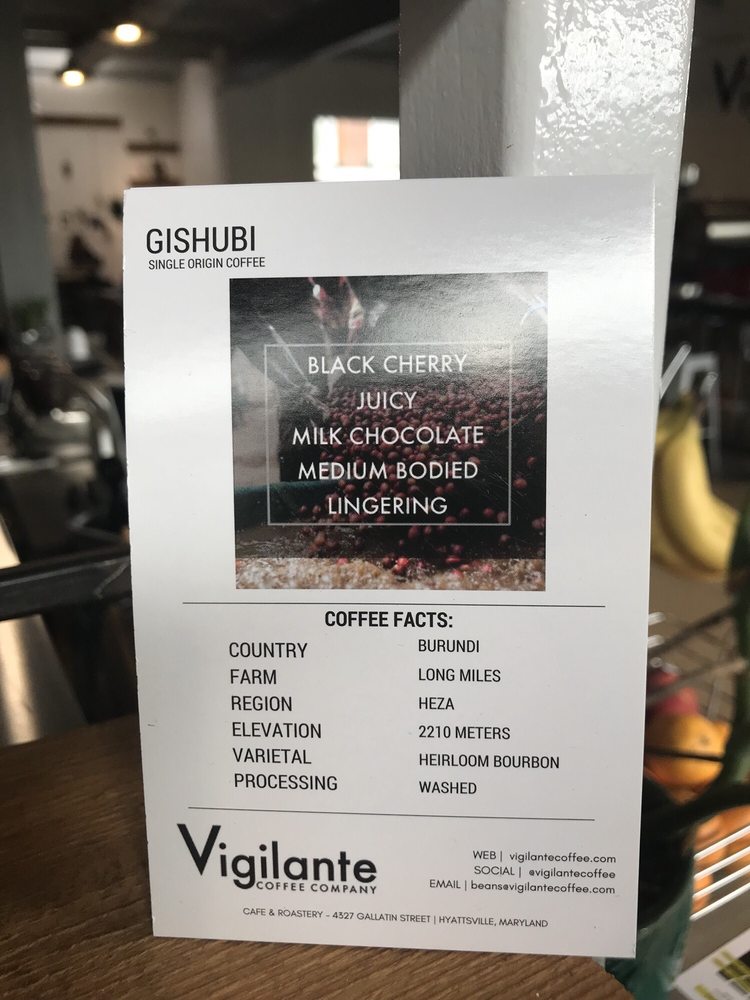 GISHUBI
SINGLE ORIGIN COFFEE
BLACK CHERRY
JUICY
MILK CHOCOLATE
MEDIUM BODIED
LINGERING
COFFEE FACTS:
COUNTRY BURUNDI
FARM LONG MILES
REGION HEZA
ELEVATION 2210 METERS
VARIETAL HEIRLOOM BOURBON
PROCESSING WASHED
Vigilante
COFFEE COMPANY
WEB | vigilantecoffee.com
SOCIAL | @vigilantecoffee
EMAIL | beans@vigilantecoffee.com
CAFE & ROASTERY - 4327 GALLATIN STREET | HYATTSVILLE, MARYLAND